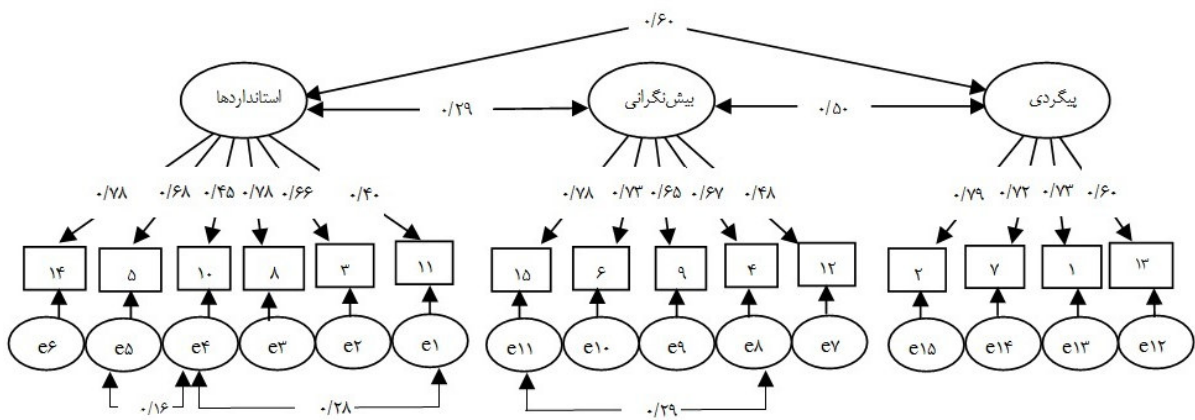 ۰/۶۰
استانداردها
بیش‌نگرانی
پیگردی
۰/۲۹
۰/۵۰
۰/۷۸ ۰/۶۸ ۰/۴۵ ۰/۷۸ ۰/۶۶ ۰/۴۰
۰/۷۸ ۰/۷۳ ۰/۶۵ ۰/۶۷ ۰/۴۸
۰/۷۹ ۰/۷۲ ۰/۷۳ ۰/۶۰
۱۴ ۵ ۱۰ ۸ ۳ ۱۱
۱۵ ۶ ۹ ۴ ۱۲
۲ ۷ ۱ ۱۳
e۶ e۵ e۴ e۳ e۲ e۱
e۱۱ e۱۰ e۹ e۸ e۷
e۱۵ e۱۴ e۱۳ e۱۲
۰/۱۶
۰/۲۸
۰/۲۹